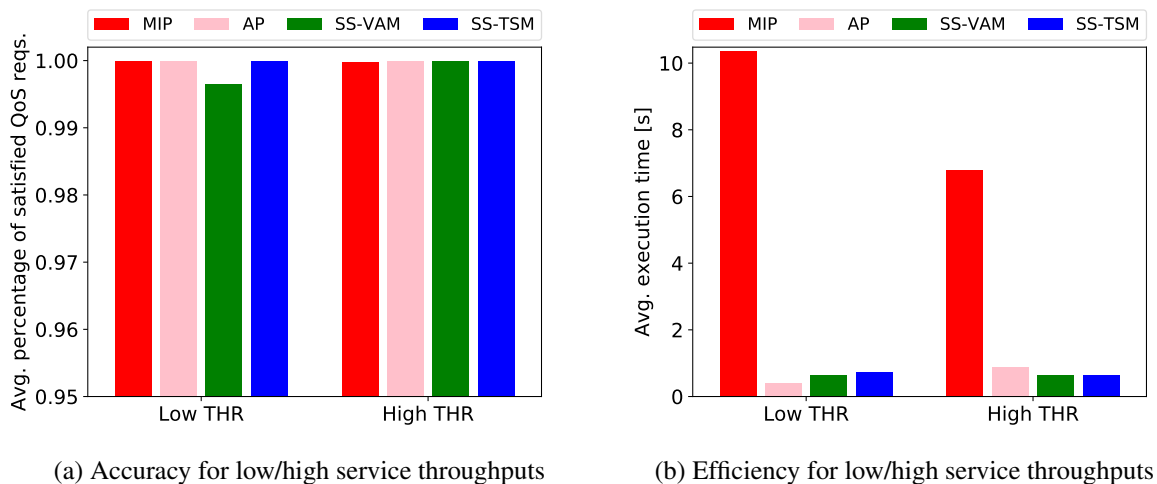 MIP AP SS-VAM SS-TSM
Avg. percentage of satisfied QoS reqs.
1.00
0.99
0.98
0.97
0.96
0.95
Low THR High THR
(a) Accuracy for low/high service throughputs
MIP AP SS-VAM SS-TSM
Avg. execution time [s]
10
8
6
4
2
0
Low THR High THR
(b) Efficiency for low/high service throughputs